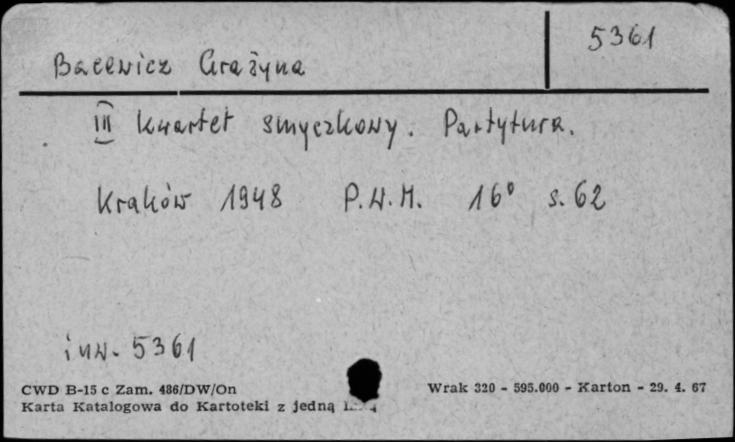 5361
Bacewicz Grażyna
III Kwartet smyczkowy. Partytura.
Kraków 1948 P.W.M. 16° s. 62
inw. 5361
CWD B-15 c Zam. 486/DW/On Wrak 320 - 595.000 - Karton - 29. 4. 67
Karta Katalogowa do Kartoteki z jedną